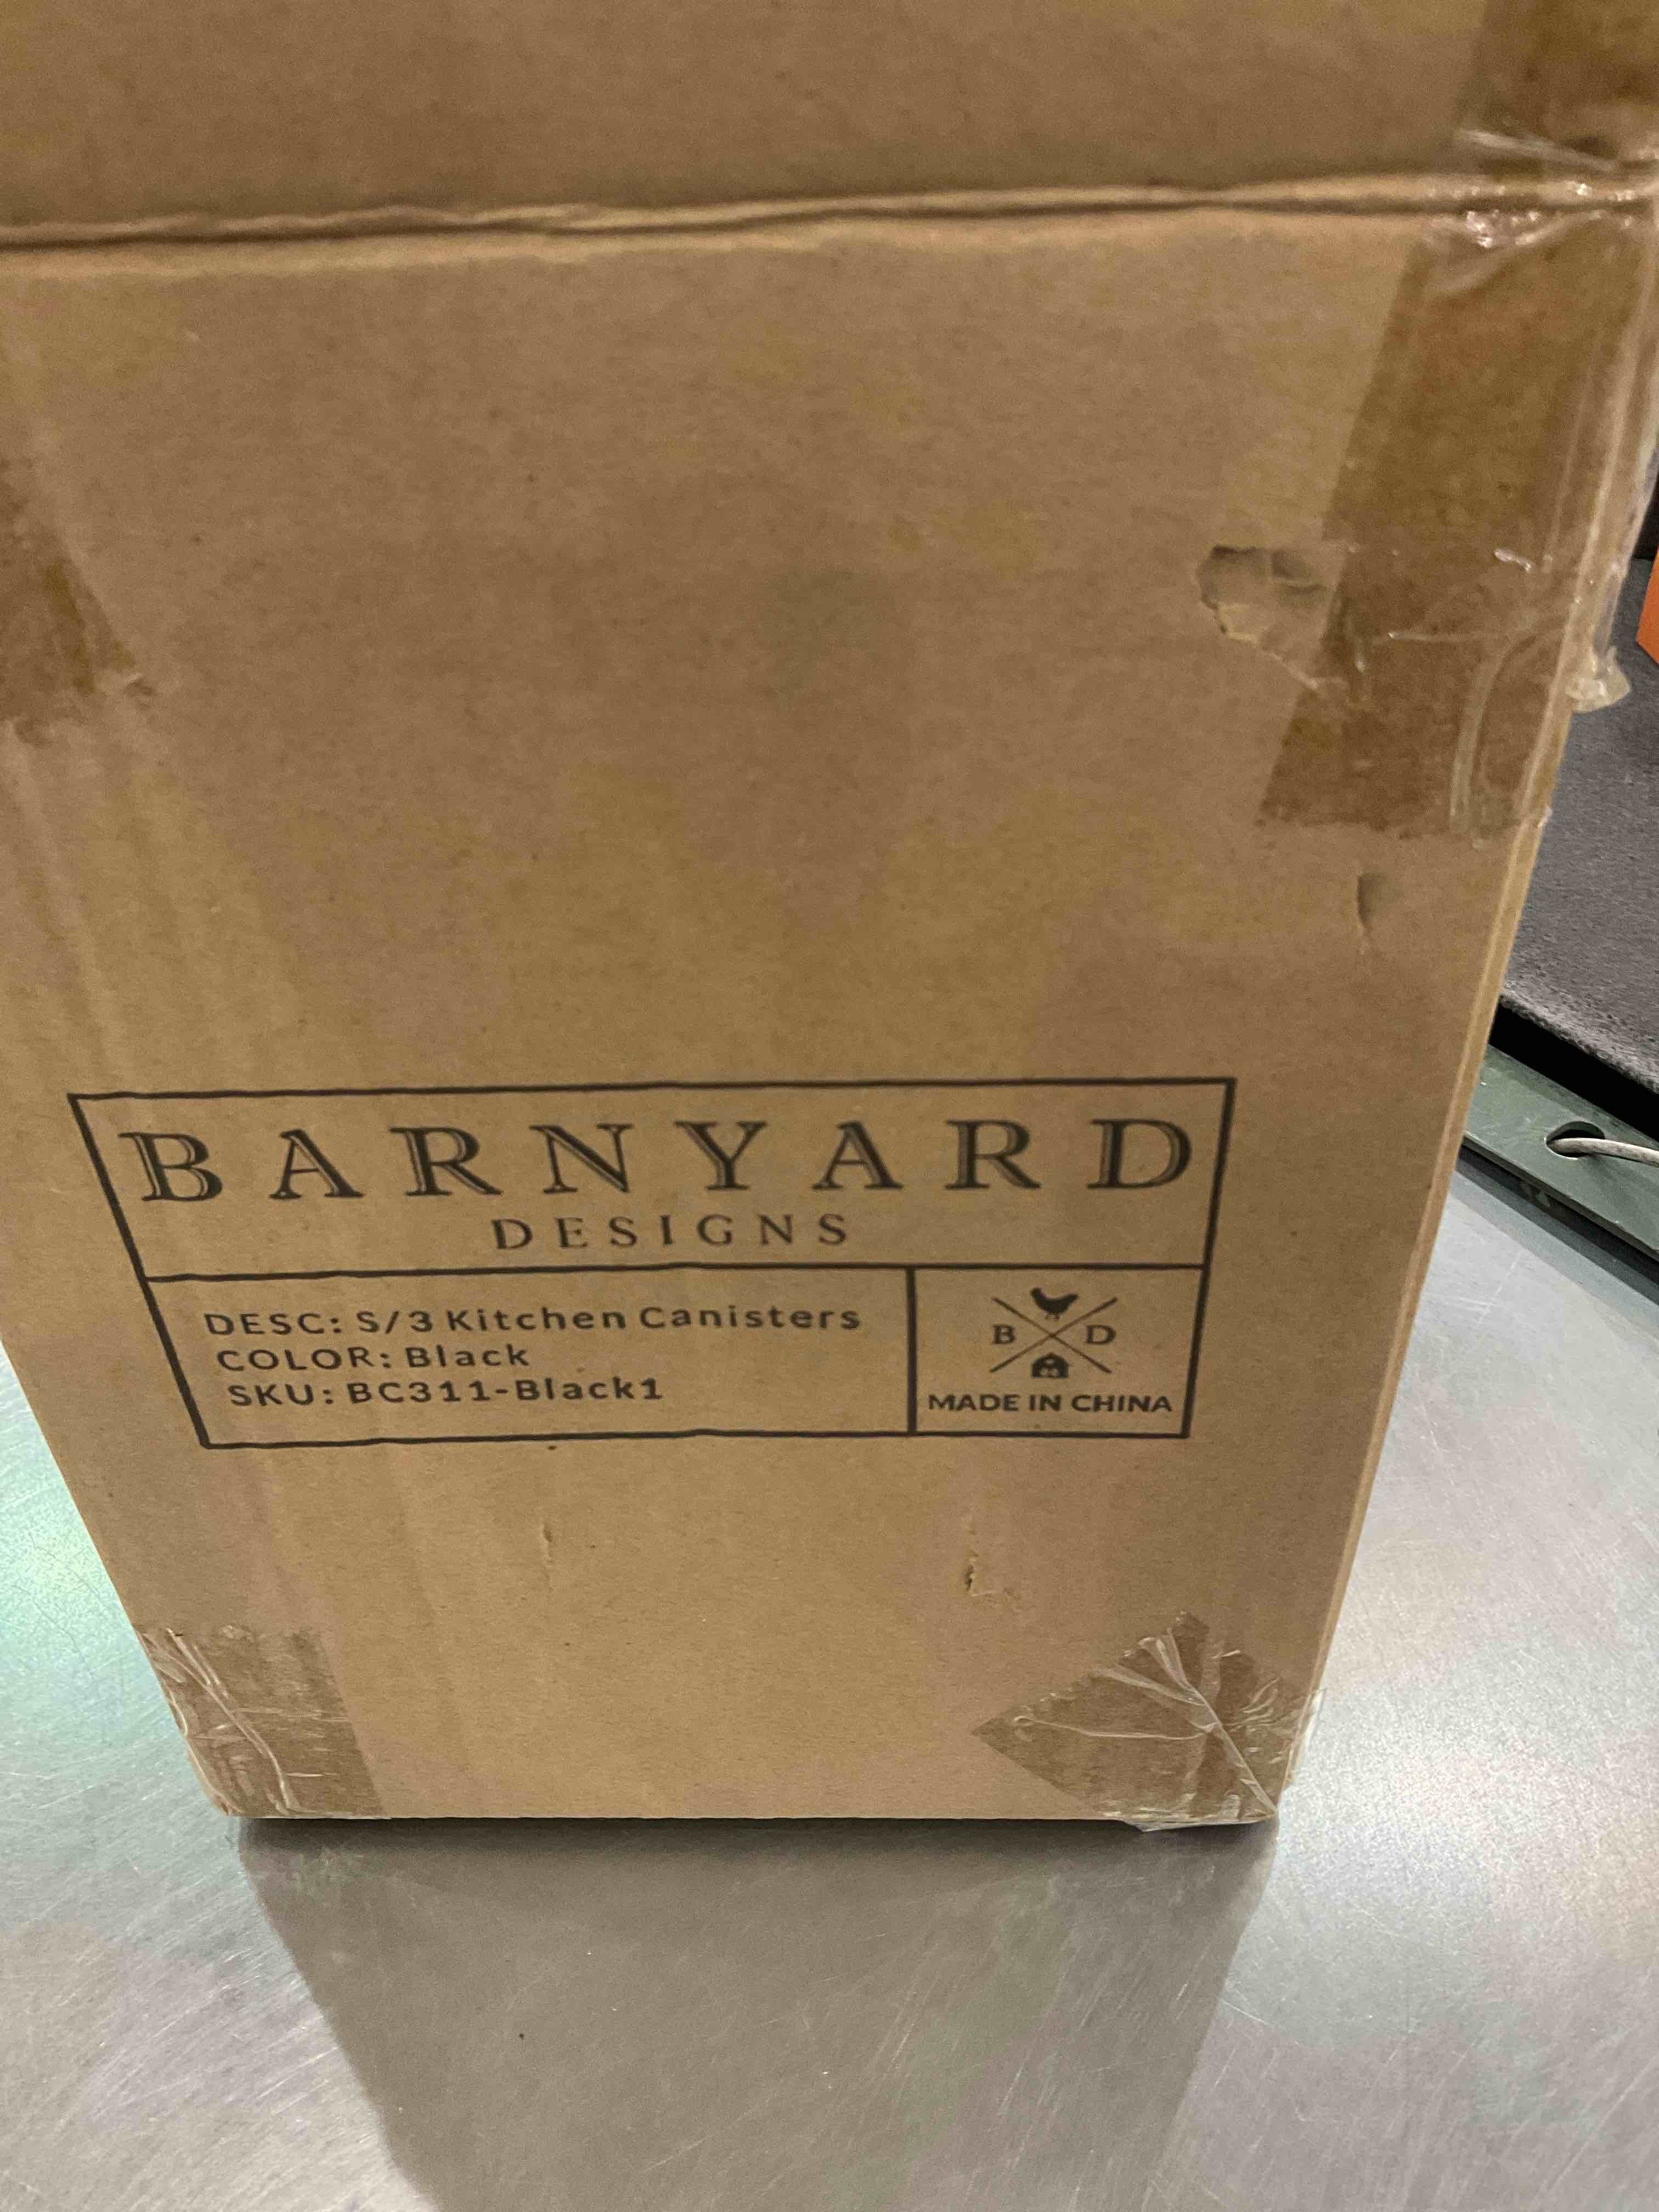 BARNYARD
DESIGNS
DESC: S/3 Kitchen Canisters
COLOR: Black
SKU: BC311-Black1
B D
MADE IN CHINA